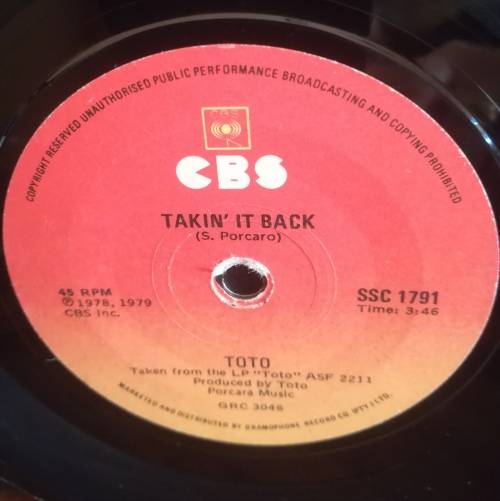 COPYRIGHT RESERVED UNAUTHORISED PUBLIC PERFORMANCE BROADCASTING AND COPYING PROHIBITED
CBS
CBS
TAKIN' IT BACK
(S. Porcaro)
45 RPM
℗ 1978, 1979
CBS Inc.
SSC 1791
Time: 3:46
TOTO
Taken from the LP "Toto" ASF 2211
Produced by Toto
Porcara Music
GRC 3046
MARKETED AND DISTRIBUTED BY GRAMOPHONE RECORD CO (PTY) LTD.